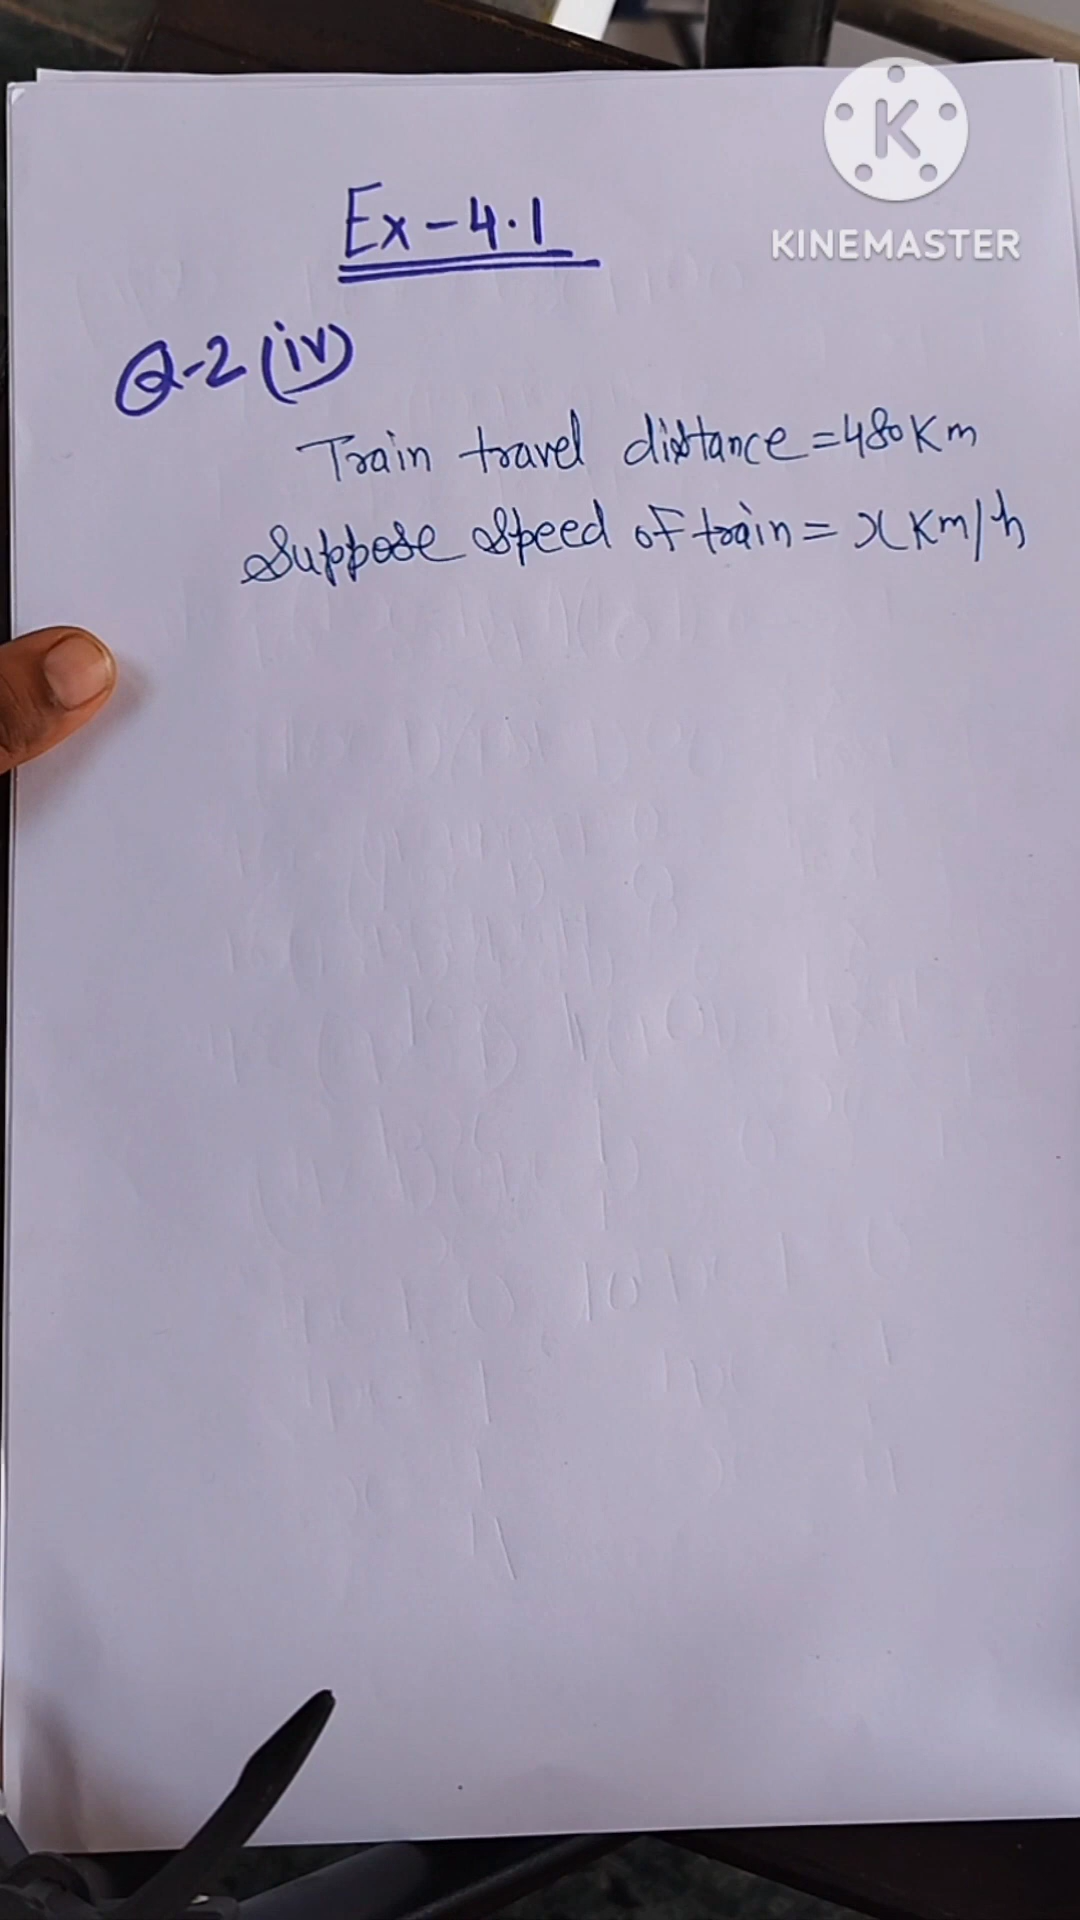 K
KINEMASTER
Ex-4.1
Q-2 (iv)
Train travel distance = 480 Km
Suppose speed of train = x Km/h